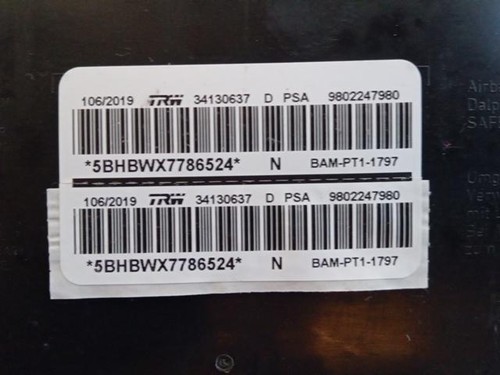 106/2019 TRW 34130637 D PSA 9802247980
*5BHBWX7786524* N BAM-PT1-1797
106/2019 TRW 34130637 D PSA 9802247980
*5BHBWX7786524* N BAM-PT1-1797
Airb